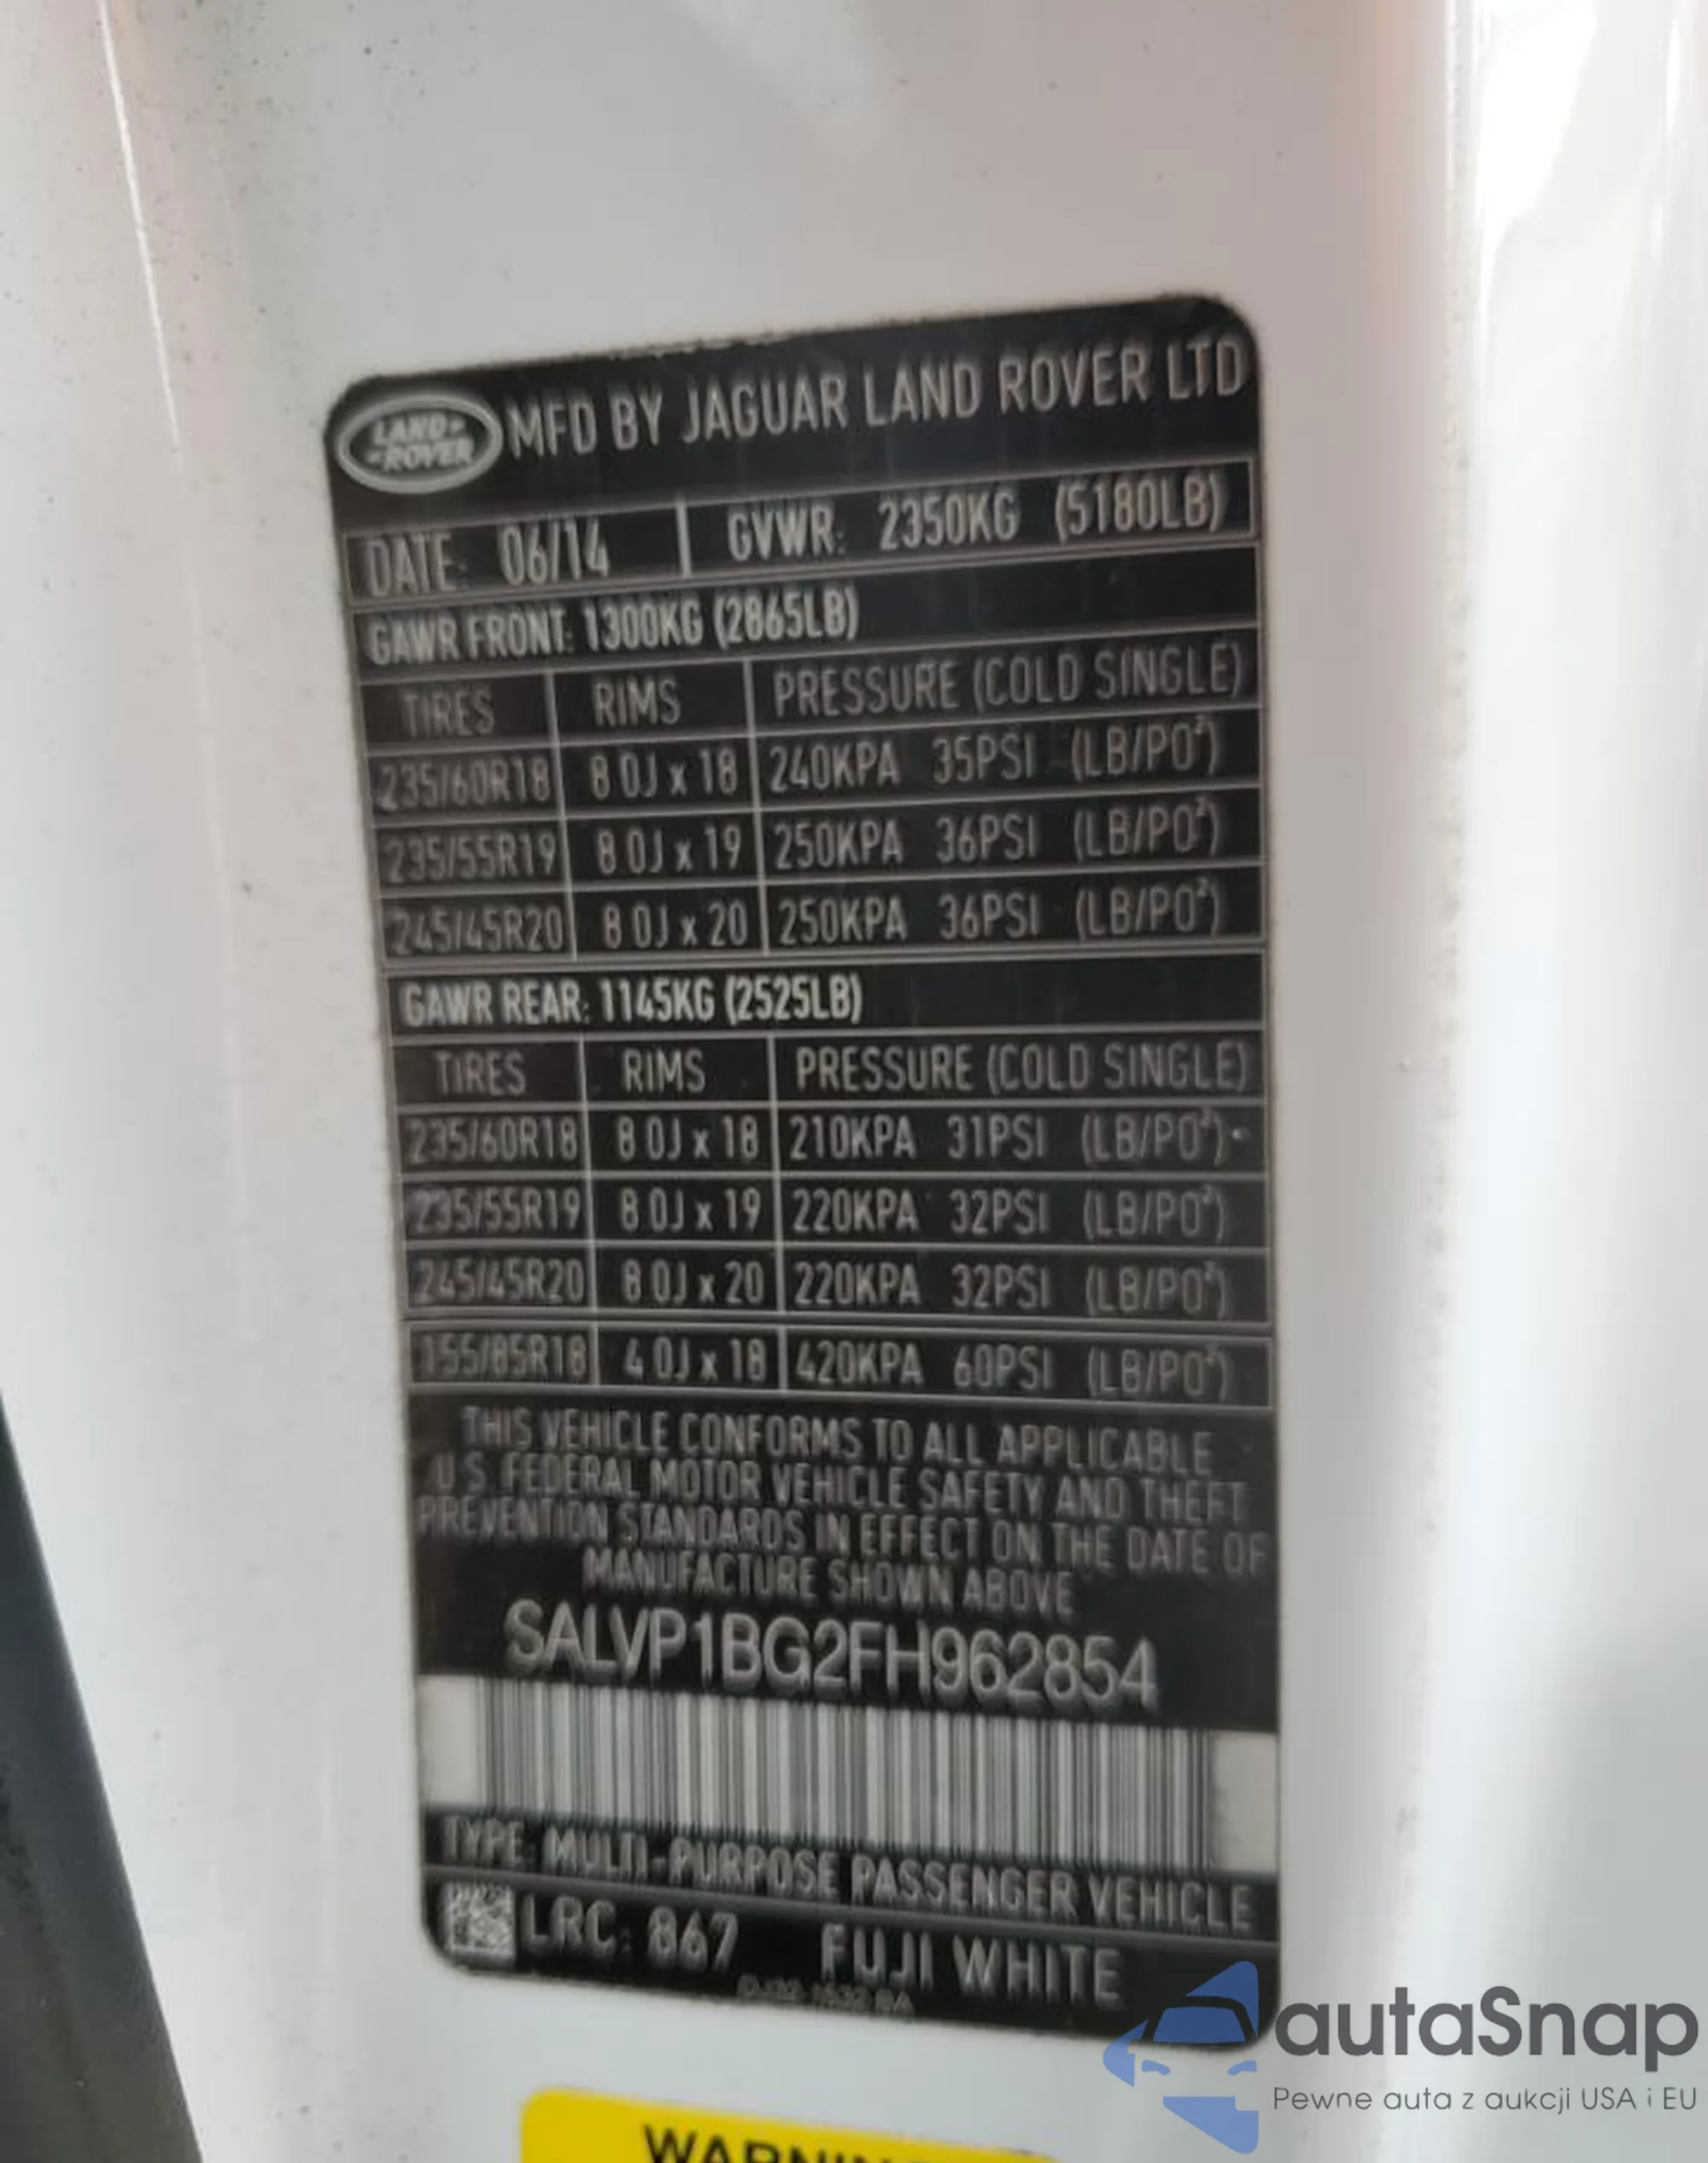 LAND-
-ROVER
MFD BY JAGUAR LAND ROVER LTD
DATE: 06/14 GVWR: 2350KG (5180LB)
GAWR FRONT: 1300KG (2865LB)
TIRES RIMS PRESSURE (COLD SINGLE)
235/60R18 8.0J x 18 240KPA 35PSI (LB/PO²)
235/55R19 8.0J x 19 250KPA 36PSI (LB/PO²)
245/45R20 8.0J x 20 250KPA 36PSI (LB/PO²)
GAWR REAR: 1145KG (2525LB)
TIRES RIMS PRESSURE (COLD SINGLE)
235/60R18 8.0J x 18 210KPA 31PSI (LB/PO²)
235/55R19 8.0J x 19 220KPA 32PSI (LB/PO²)
245/45R20 8.0J x 20 220KPA 32PSI (LB/PO²)
155/85R18 4.0J x 18 420KPA 60PSI (LB/PO²)
THIS VEHICLE CONFORMS TO ALL APPLICABLE
U.S. FEDERAL MOTOR VEHICLE SAFETY AND THEFT
PREVENTION STANDARDS IN EFFECT ON THE DATE OF
MANUFACTURE SHOWN ABOVE
SALVP1BG2FH962854
TYPE: MULTI-PURPOSE PASSENGER VEHICLE
LRC: 867 FUJI WHITE
autaSnap
Pewne auta z aukcji USA i EU
WARNING